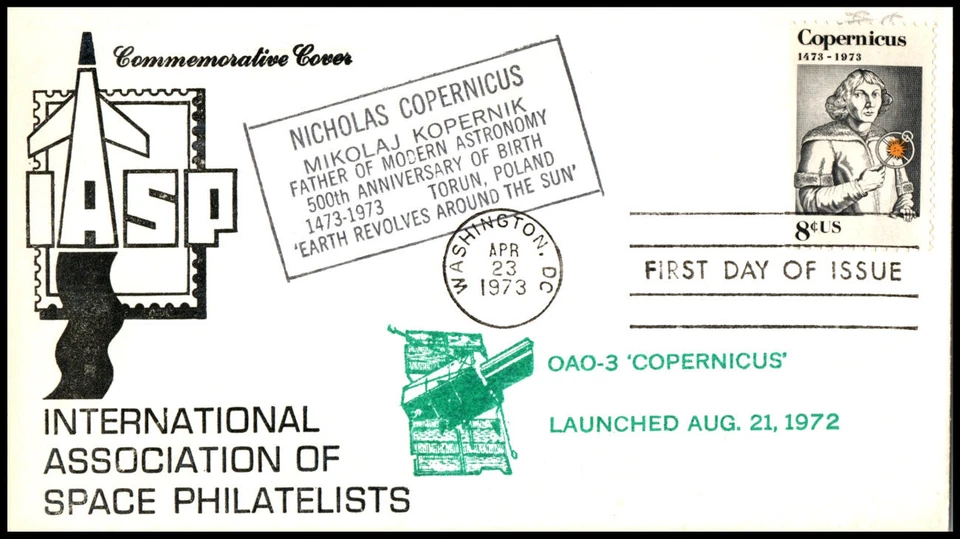 Commemorative Cover
IASP
INTERNATIONAL
ASSOCIATION OF
SPACE PHILATELISTS
NICHOLAS COPERNICUS
MIKOLAJ KOPERNIK
FATHER OF MODERN ASTRONOMY
500th ANNIVERSARY OF BIRTH
1473-1973 TORUN, POLAND
'EARTH REVOLVES AROUND THE SUN'
WASHINGTON, DC
APR
23
1973
Copernicus
1473-1973
8¢US
FIRST DAY OF ISSUE
OAO-3 'COPERNICUS'
LAUNCHED AUG. 21, 1972